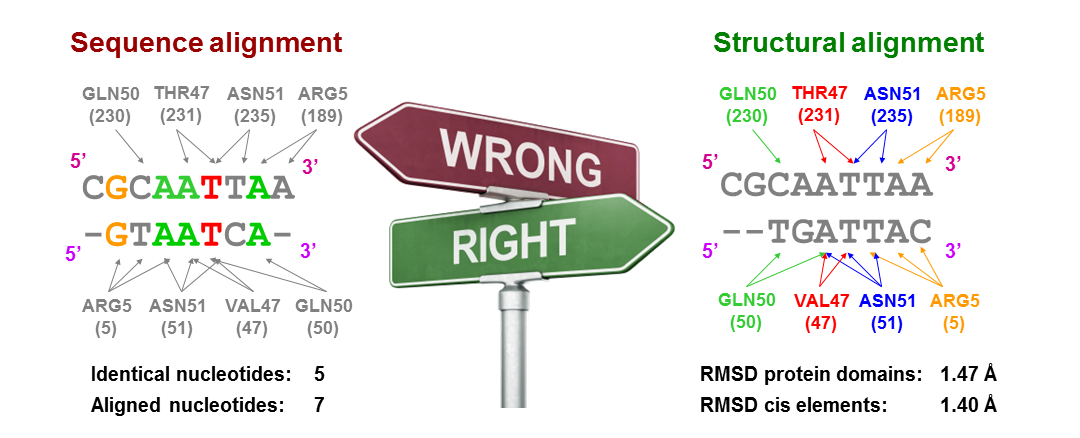 Sequence alignment
GLN50 THR47 ASN51 ARG5
(230) (231) (235) (189)
5’ 3’
CGCAATTAA
-GTAATCA-
5’ 3’
ARG5 ASN51 VAL47 GLN50
(5) (51) (47) (50)
Identical nucleotides: 5
Aligned nucleotides: 7
WRONG
RIGHT
Structural alignment
GLN50 THR47 ASN51 ARG5
(230) (231) (235) (189)
5’ 3’
CGCAATTAA
--TGATTAC
5’ 3’
GLN50 VAL47 ASN51 ARG5
(50) (47) (51) (5)
RMSD protein domains: 1.47 Å
RMSD cis elements: 1.40 Å